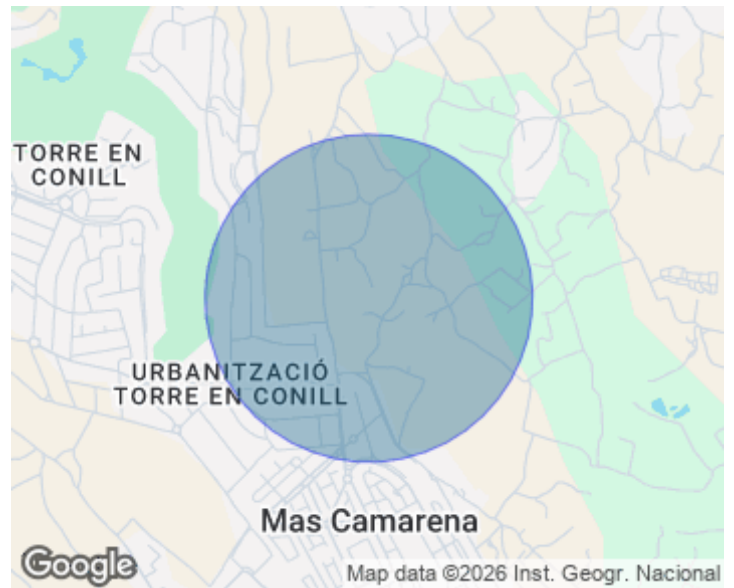 TORRE EN
CONILL
URBANITZACIÓ
TORRE EN CONILL
Mas Camarena
Google
Map data ©2026 Inst. Geogr. Nacional